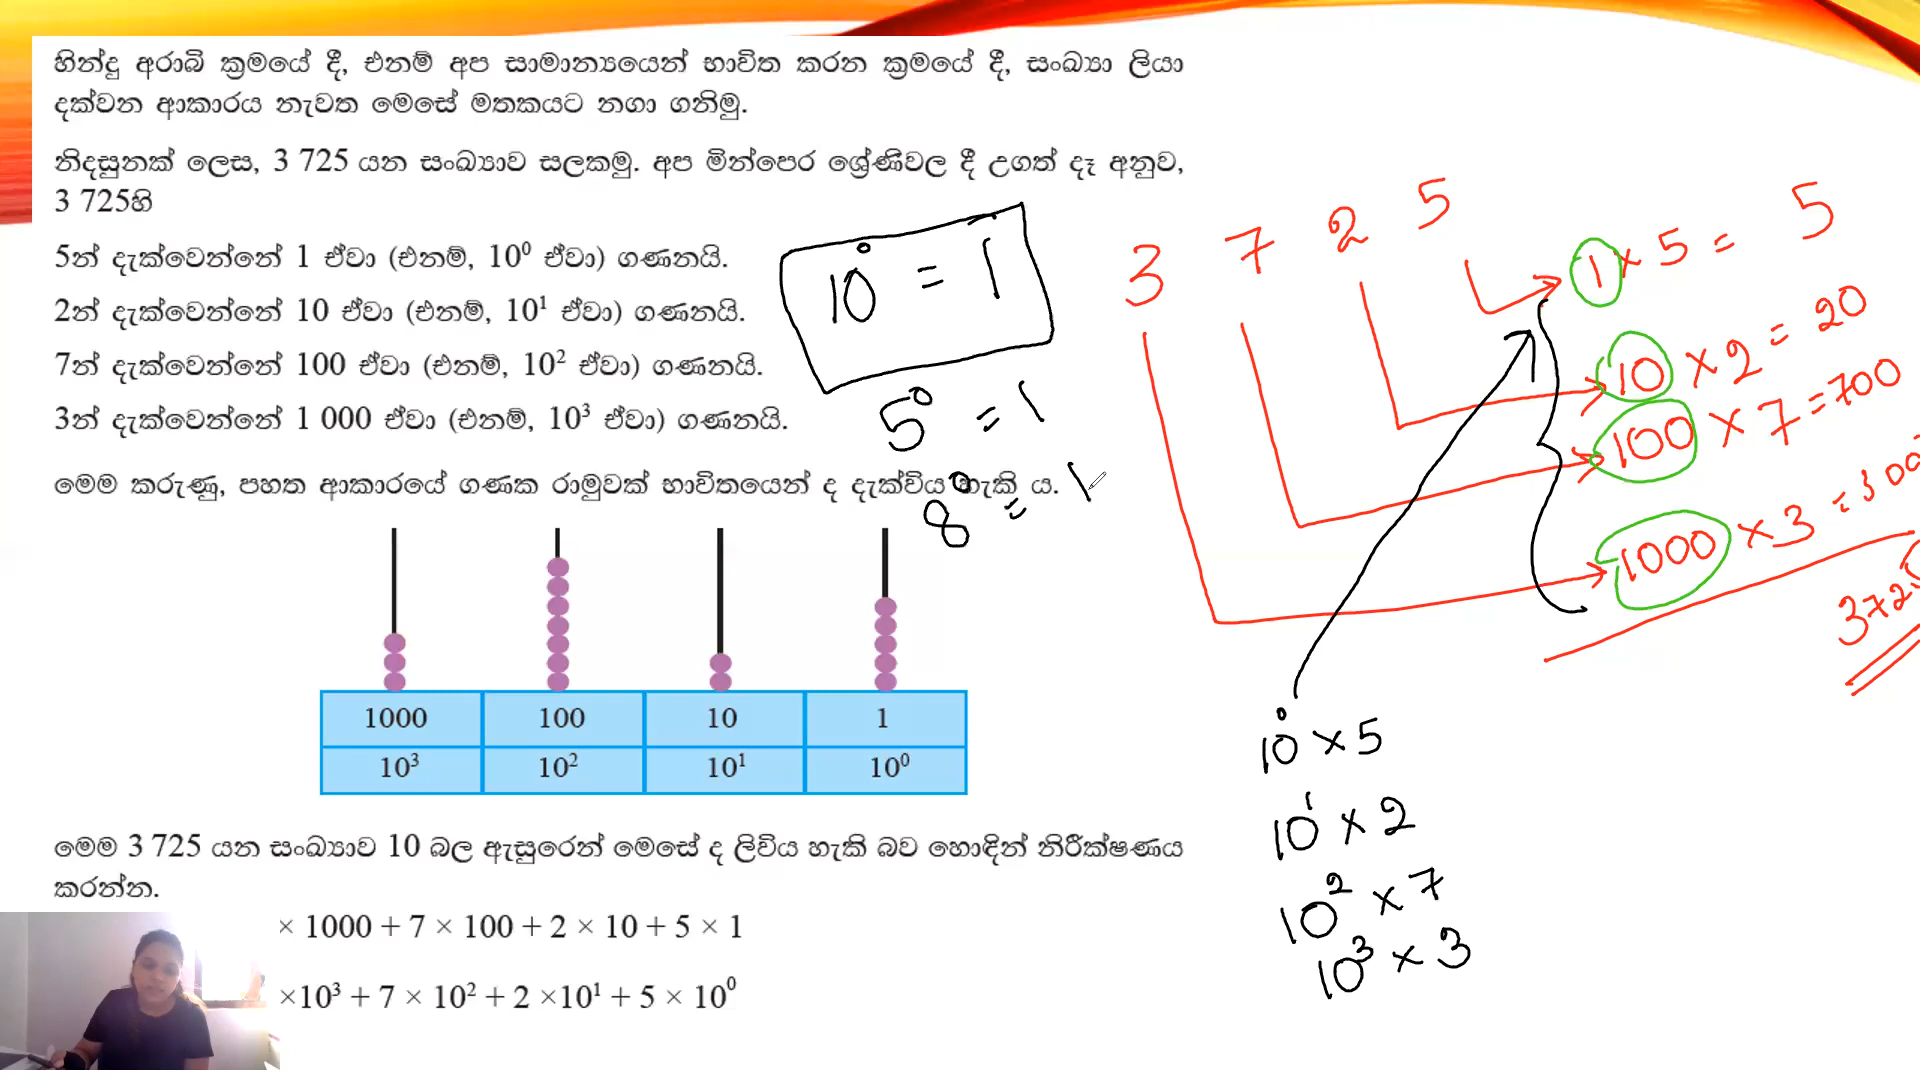 හින්දු අරාබි ක්‍රමයේ දී, එනම් අප සාමාන්‍යයෙන් භාවිත කරන ක්‍රමයේ දී, සංඛ්‍යා ලියා
දක්වන ආකාරය නැවත මෙසේ මතකයට නගා ගනිමු.
නිදසුනක් ලෙස, 3 725 යන සංඛ්‍යාව සලකමු. අප මින්පෙර ශ්‍රේණිවල දී උගත් දෑ අනුව,
3 725හි
5න් දැක්වෙන්නේ 1 ඒවා (එනම්, 10⁰ ඒවා) ගණනයි.
2න් දැක්වෙන්නේ 10 ඒවා (එනම්, 10¹ ඒවා) ගණනයි.
7න් දැක්වෙන්නේ 100 ඒවා (එනම්, 10² ඒවා) ගණනයි.
3න් දැක්වෙන්නේ 1 000 ඒවා (එනම්, 10³ ඒවා) ගණනයි.
මෙම කරුණු, පහත ආකාරයේ ගණක රාමුවක් භාවිතයෙන් ද දැක්විය හැකි ය.
1000 100 10 1
10³ 10² 10¹ 10⁰
මෙම 3 725 යන සංඛ්‍යාව 10 බල ඇසුරෙන් මෙසේ ද ලිවිය හැකි බව හොඳින් නිරීක්ෂණය
කරන්න.
× 1000 + 7 × 100 + 2 × 10 + 5 × 1
×10³ + 7 × 10² + 2 ×10¹ + 5 × 10⁰
10⁰ = 1
5⁰ = 1
8⁰ = 1
3 7 2 5
1 × 5 = 5
10 × 2 = 20
100 × 7 = 700
1000 × 3 = 300
372
10⁰ × 5
10¹ × 2
10² × 7
10³ × 3